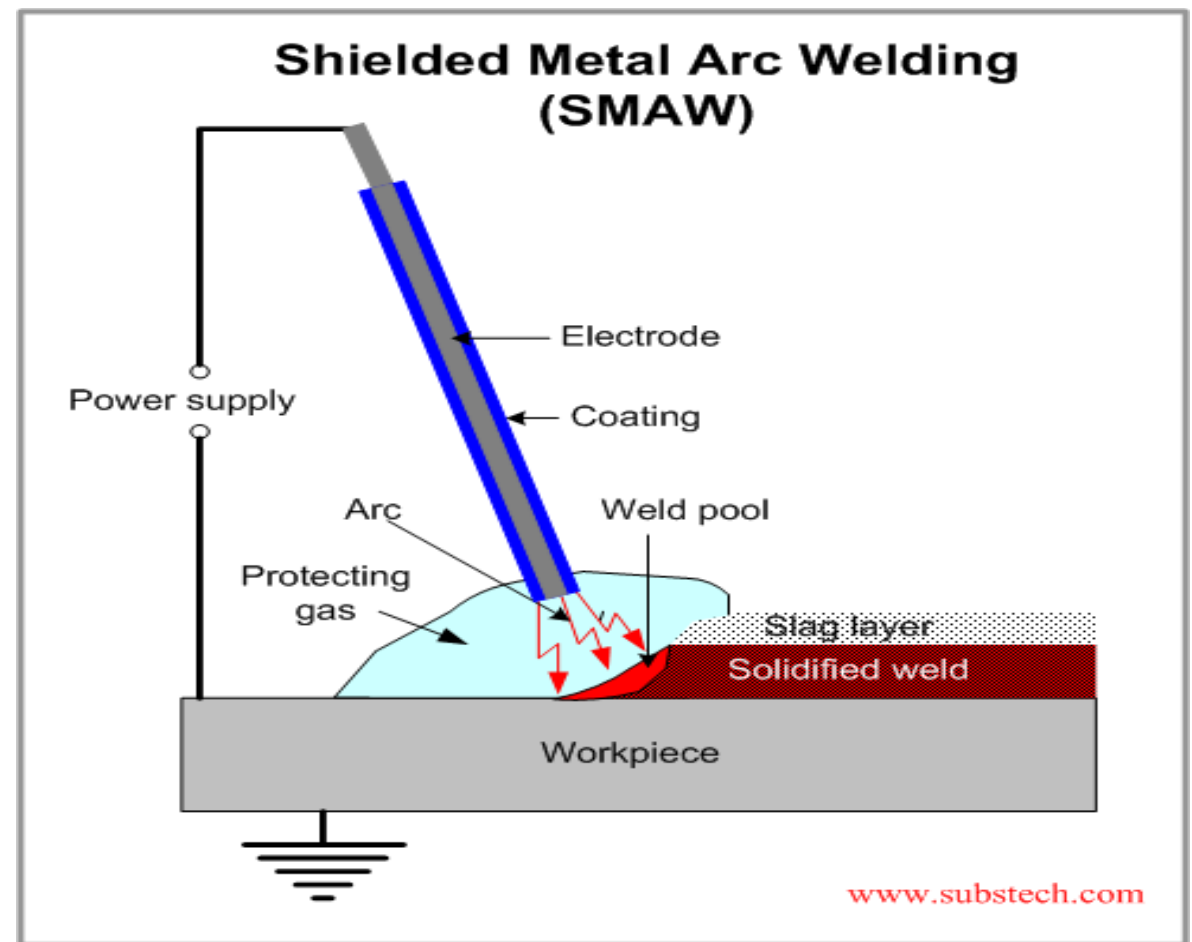 Shielded Metal Arc Welding
(SMAW)
Electrode
Power supply
Coating
Arc
Weld pool
Protecting
gas
Slag layer
Solidified weld
Workpiece
www.substech.com